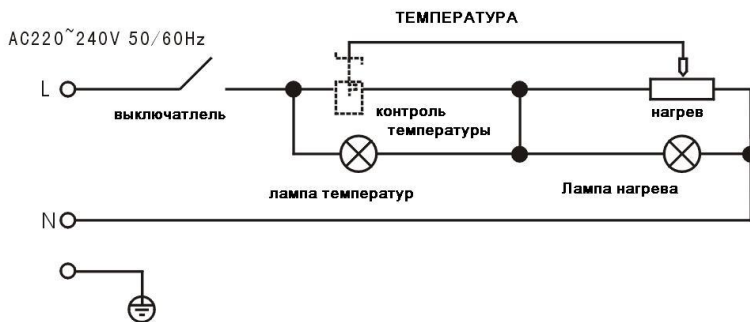 ТЕМПЕРАТУРА
AC220~240V 50/60Hz
L
выключатлель
контроль
температуры
нагрев
лампа температур
Лампа нагрева
N